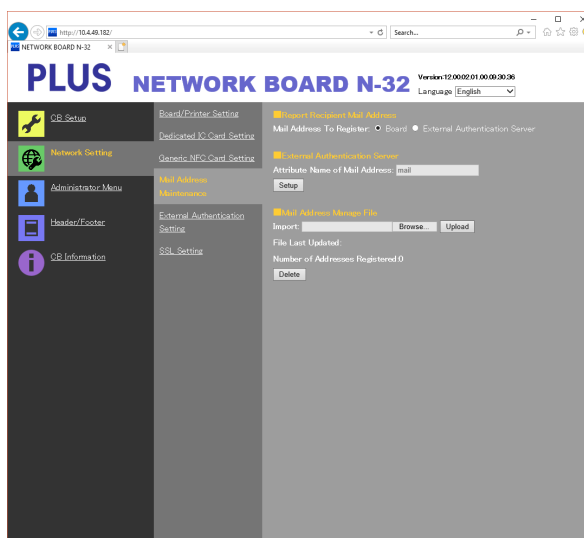 http://10.4.49.182/
Search...
NETWORK BOARD N-32
PLUS NETWORK BOARD N-32
Version:12.00.02.01.00.09.30.36
Language English
CB Setup
Network Setting
Administrator Menu
Header/Footer
CB Information
Board/Printer Setting
Dedicated IC Card Setting
Generic NFC Card Setting
Mail Address
Maintenance
External Authentication
Setting
SSL Setting
■Report Recipient Mail Address
Mail Address To Register: Board External Authentication Server
■External Authentication Server
Attribute Name of Mail Address: mail
Setup
■Mail Address Manage File
Import: Browse... Upload
File Last Updated:
Number of Addresses Registered:0
Delete